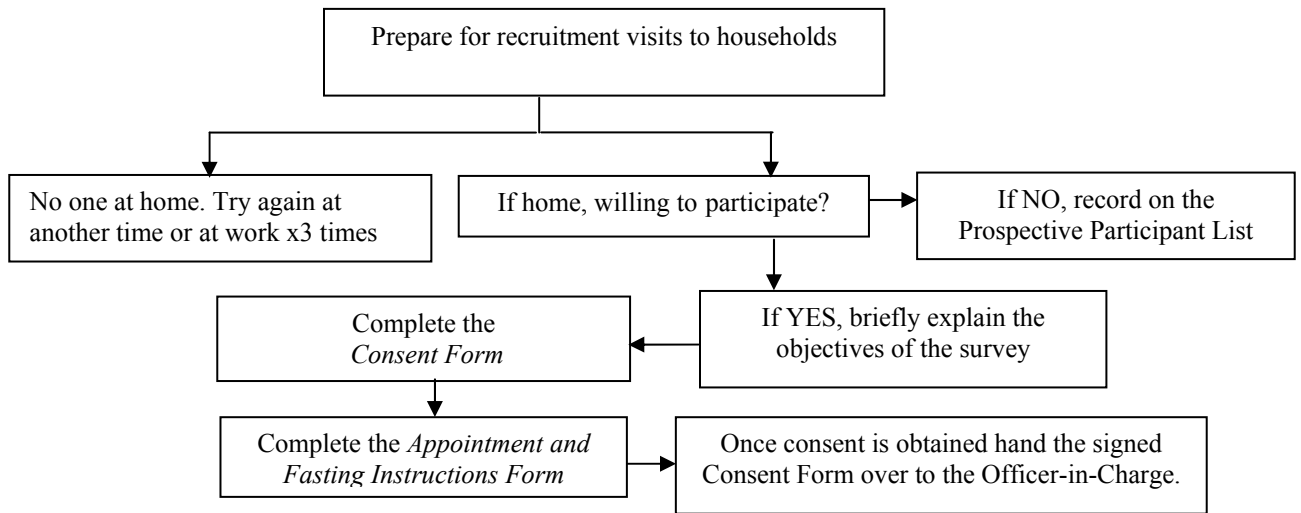 Prepare for recruitment visits to households
No one at home. Try again at
another time or at work x3 times
If home, willing to participate?
If NO, record on the
Prospective Participant List
If YES, briefly explain the
objectives of the survey
Complete the
Consent Form
Complete the Appointment and
Fasting Instructions Form
Once consent is obtained hand the signed
Consent Form over to the Officer-in-Charge.